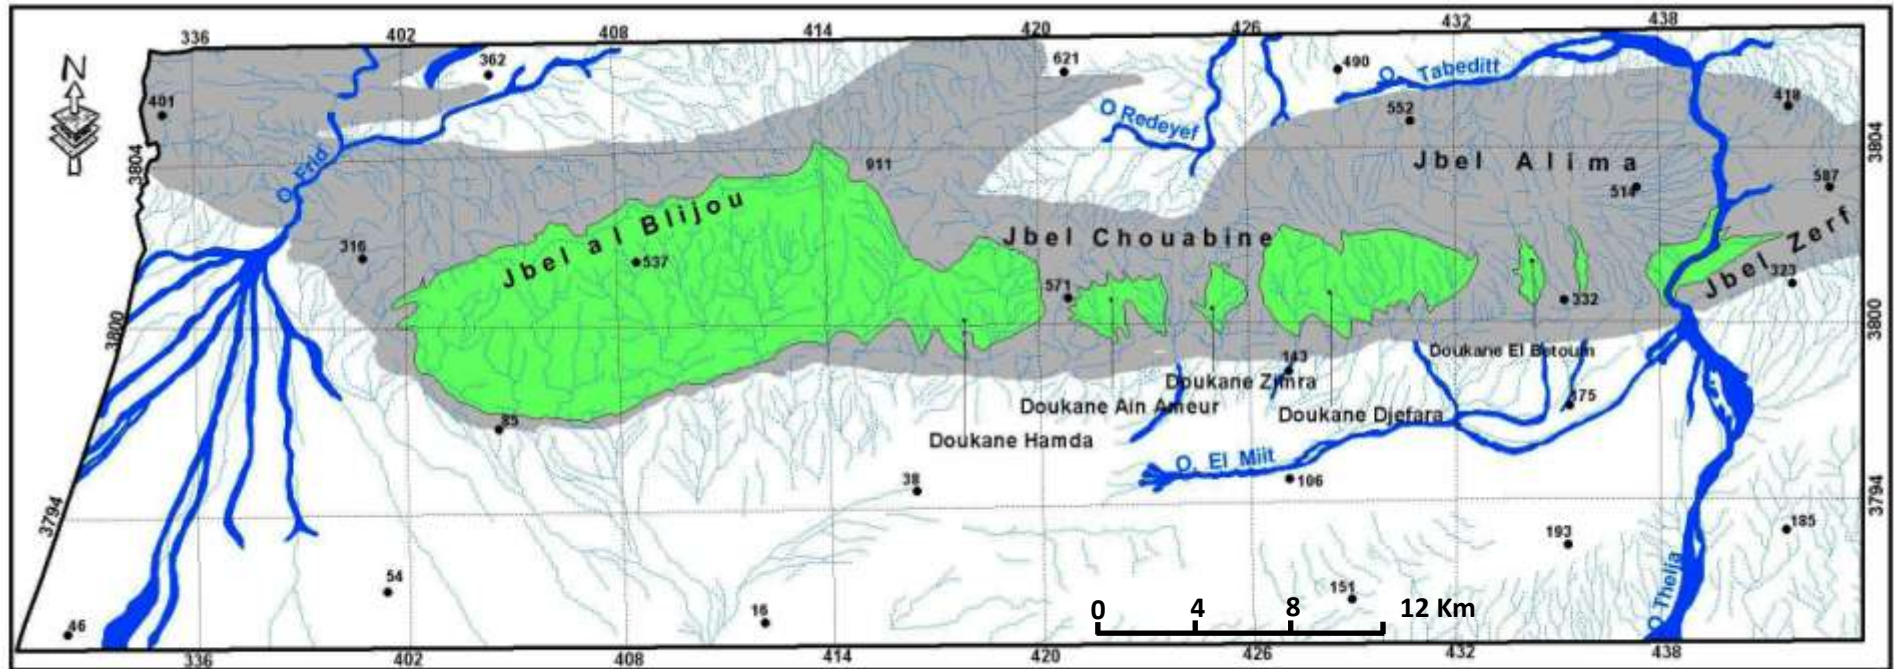 336 402 408 414 420 426 432 438
N
362
621
490
O. Tabeditt
401
552
418
O Redeyef
3804
3804
O. Frid
911
Jbel Alima
514
587
Jbel al Blijou
Jbel Chouabine
Jbel Zerf
316
537
571
332
323
3800
3800
Doukane El Betoum
143
Doukane Zimra
175
Doukane Ain Ameur
Doukane Djefara
85
Doukane Hamda
O. El Milt
38
106
3794
3794
193
185
54
O Thelja
151
0 4 8 12 Km
16
46
336 402 408 414 420 426 432 438